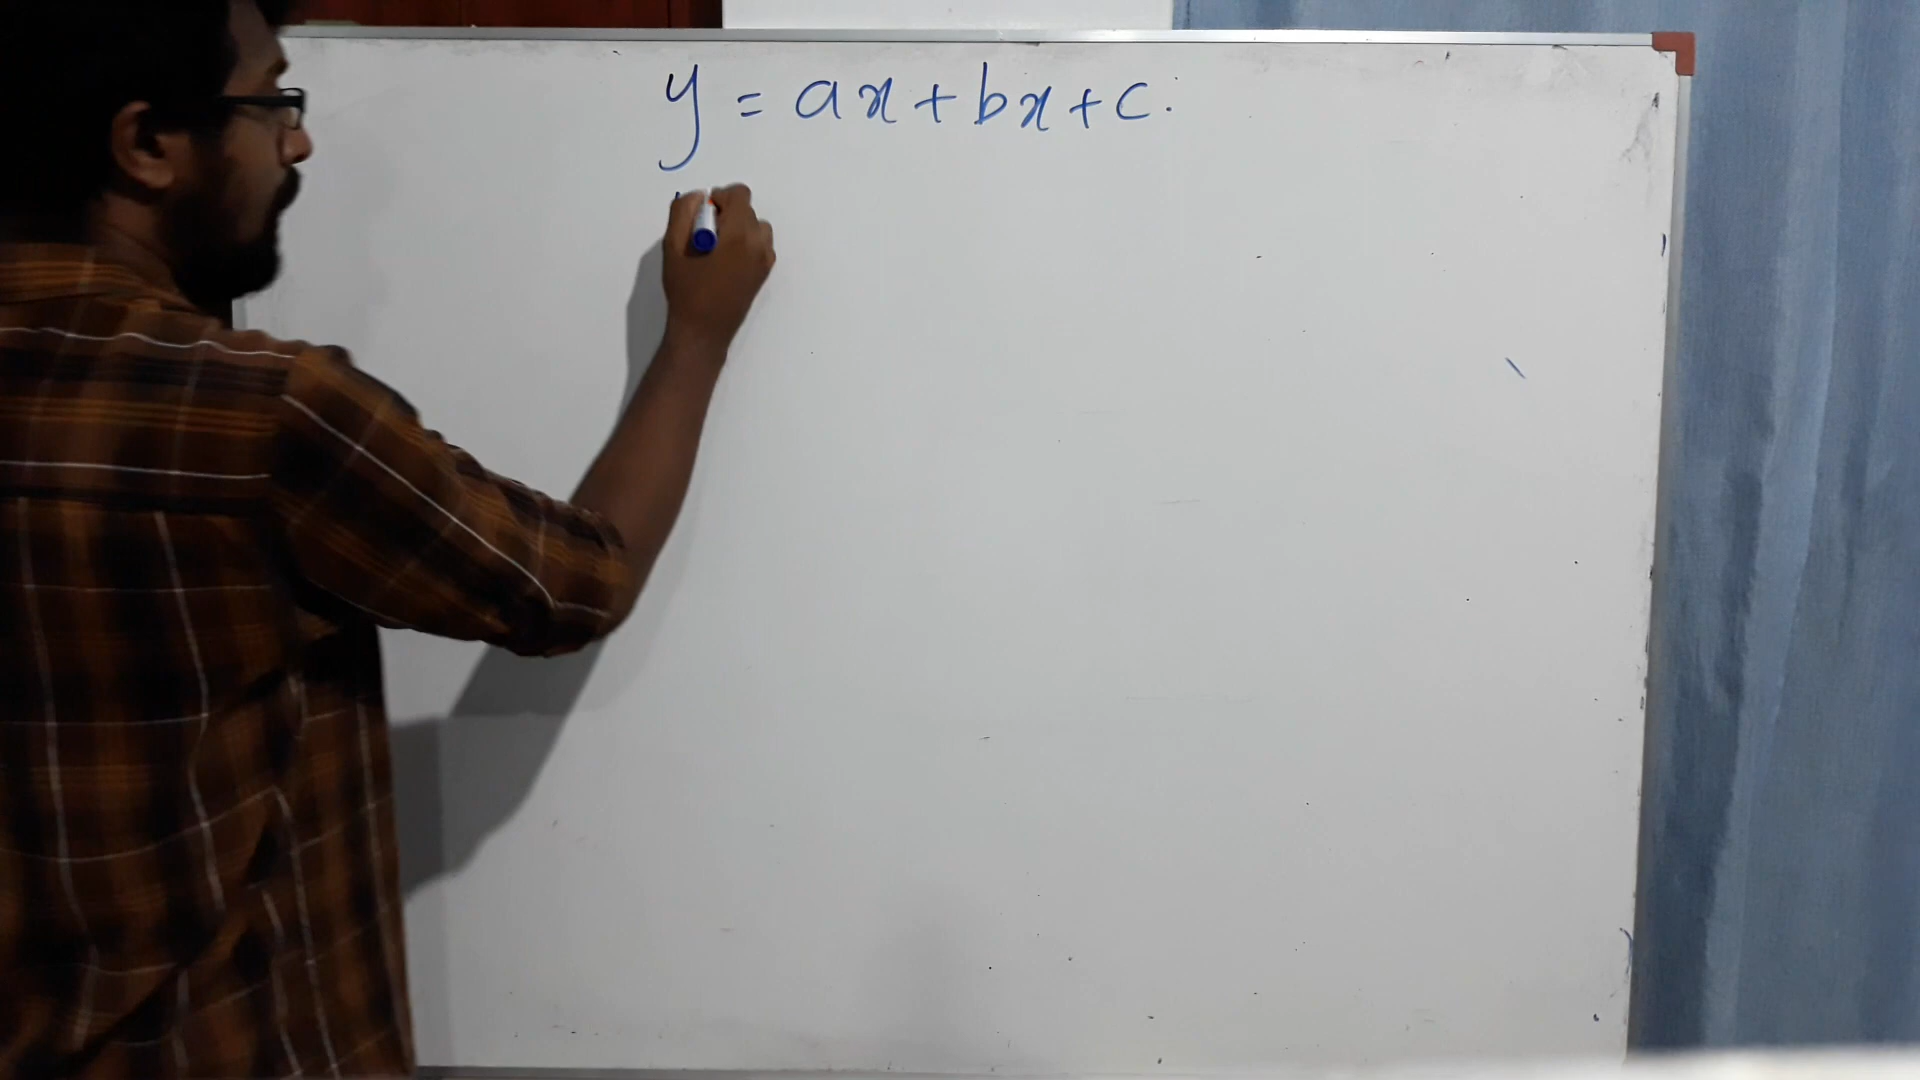 y = ax + bx + c.